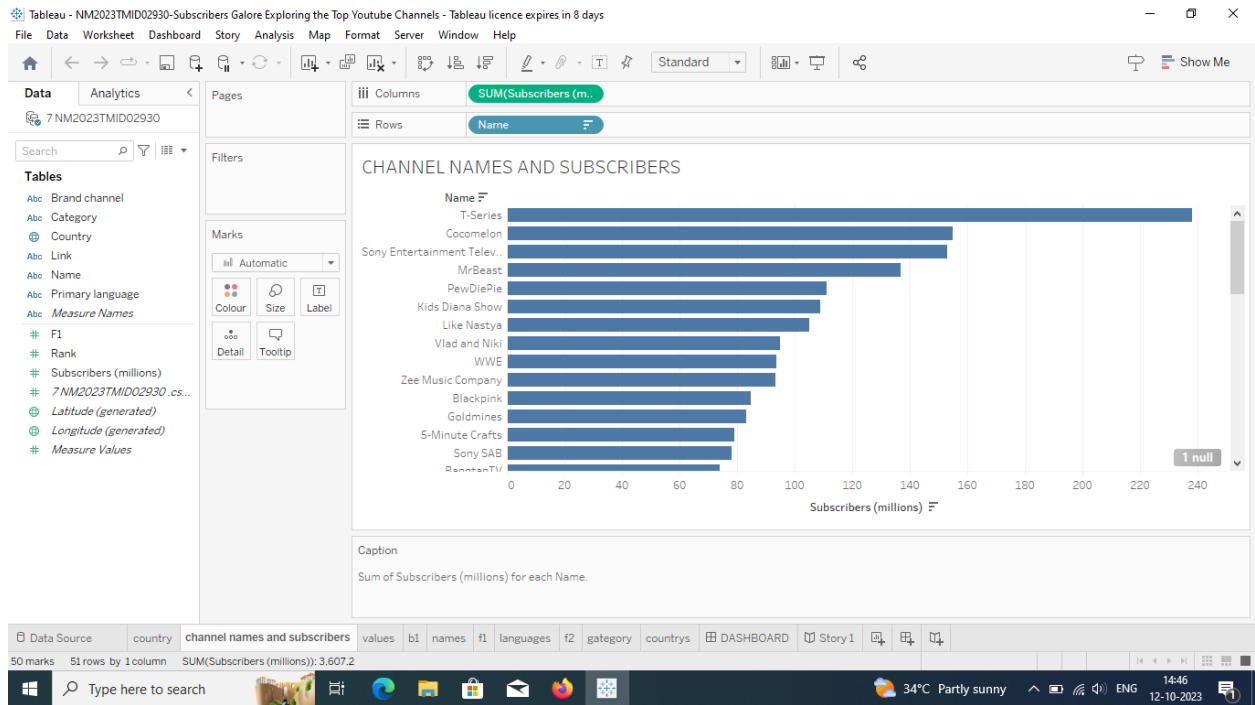 Tableau - NM2023TMID02930-Subscribers Galore Exploring the Top Youtube Channels - Tableau licence expires in 8 days
File Data Worksheet Dashboard Story Analysis Map Format Server Window Help
Standard
Show Me
Data Analytics
7 NM2023TMID02930
Search
Tables
Abc Brand channel
Abc Category
Country
Abc Link
Abc Name
Abc Primary language
Abc Measure Names
# F1
# Rank
# Subscribers (millions)
# 7 NM2023TMID02930 .cs...
Latitude (generated)
Longitude (generated)
# Measure Values
Pages
Filters
Marks
Automatic
Colour Size Label
Detail Tooltip
Columns SUM(Subscribers (m..
Rows Name
CHANNEL NAMES AND SUBSCRIBERS
Name
T-Series
Cocomelon
Sony Entertainment Telev..
MrBeast
PewDiePie
Kids Diana Show
Like Nastya
Vlad and Niki
WWE
Zee Music Company
Blackpink
Goldmines
5-Minute Crafts
Sony SAB
BangtanTV
1 null
0 20 40 60 80 100 120 140 160 180 200 220 240
Subscribers (millions)
Caption
Sum of Subscribers (millions) for each Name.
Data Source country channel names and subscribers values b1 names f1 languages f2 gategory countrys DASHBOARD Story 1
50 marks 51 rows by 1 column SUM(Subscribers (millions)): 3,607.2
Type here to search
34°C Partly sunny
ENG
14:46
12-10-2023
1